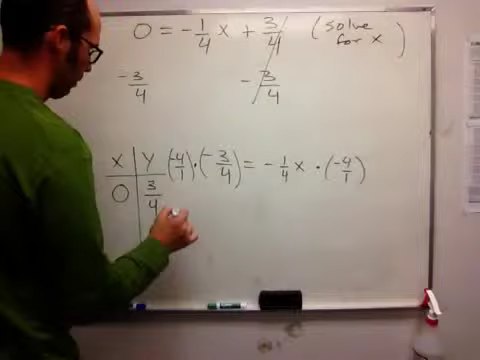 0 = -1/4 x + 3/4 (solve for x)
-3/4 -3/4
X Y (-4/1) · (-3/4) = -1/4 x · (-4/1)
0 3/4